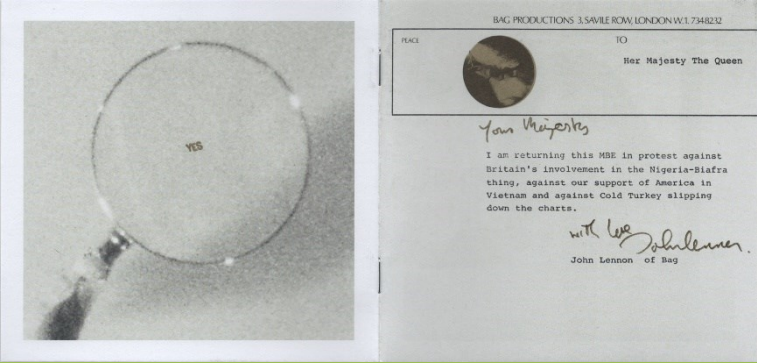 YES
BAG PRODUCTIONS 3, SAVILE ROW, LONDON W.1. 7348232
PEACE
TO
Her Majesty The Queen
Your Majesty
I am returning this MBE in protest against
Britain's involvement in the Nigeria-Biafra
thing, against our support of America in
Vietnam and against Cold Turkey slipping
down the charts.
with love
John Lennon.
John Lennon of Bag